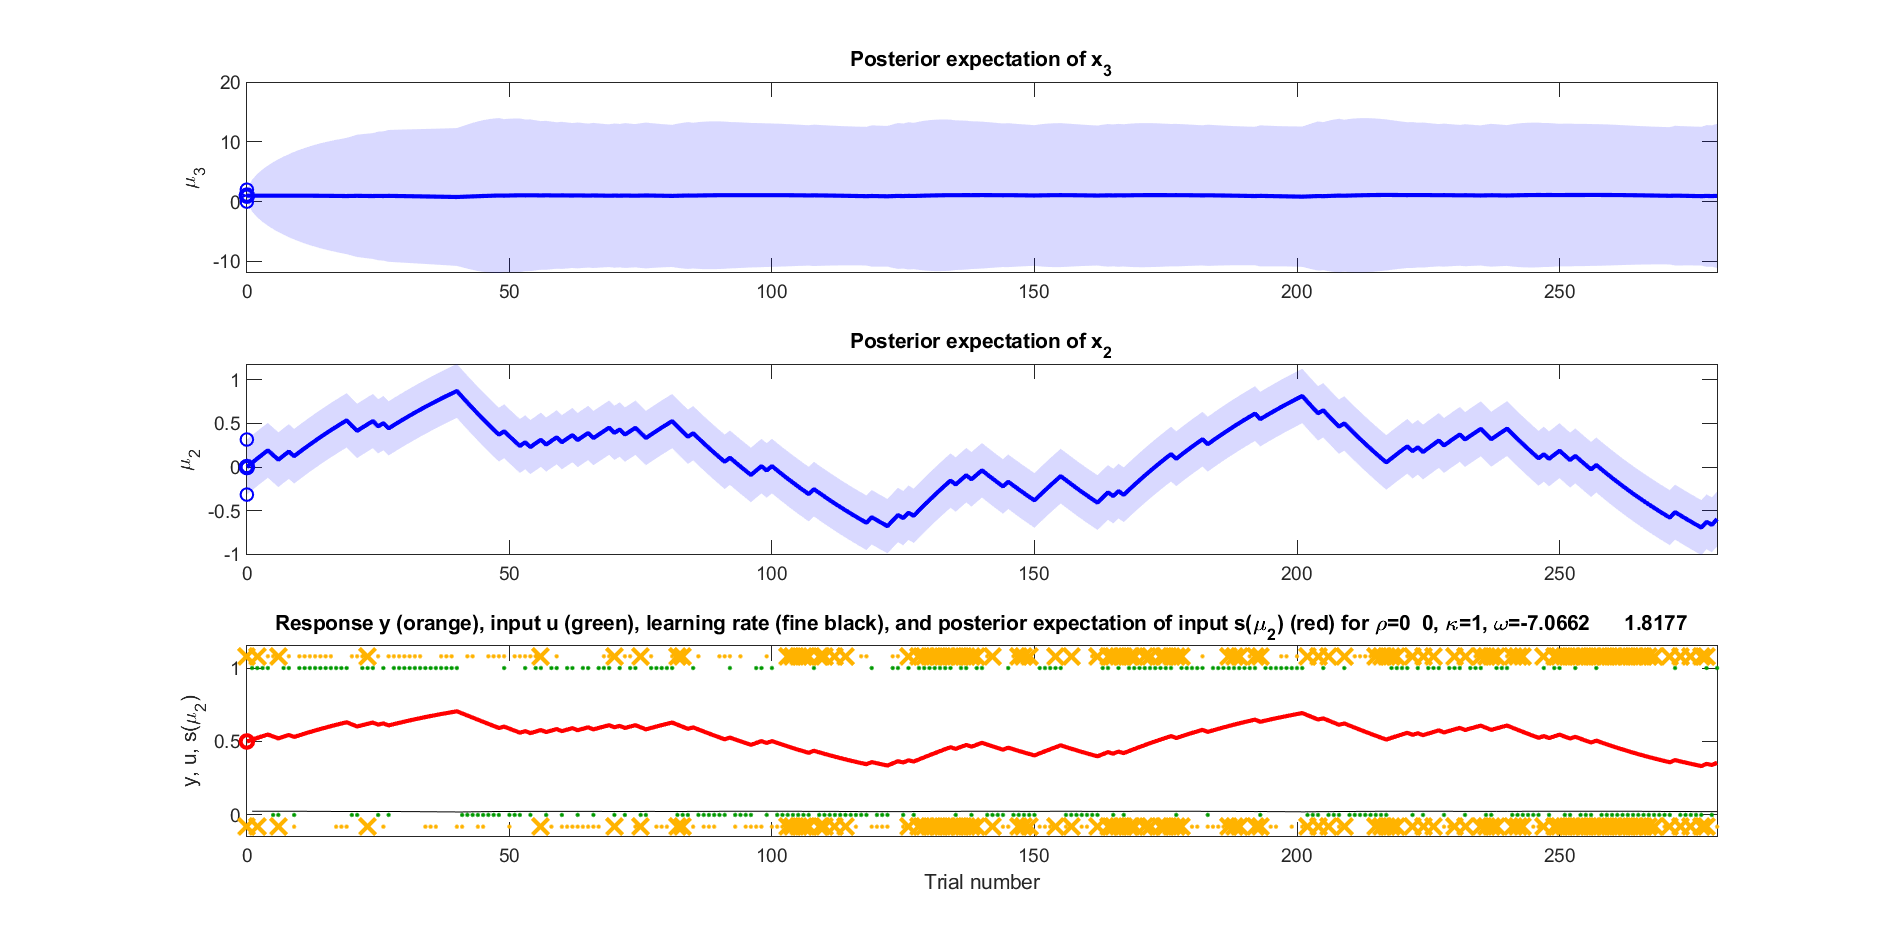 Posterior expectation of x3
20
10
0
-10
μ3
0 50 100 150 200 250
Posterior expectation of x2
1
0.5
0
-0.5
-1
μ2
0 50 100 150 200 250
Response y (orange), input u (green), learning rate (fine black), and posterior expectation of input s(μ2) (red) for ρ=0 0, κ=1, ω=-7.0662 1.8177
1
0.5
0
y, u, s(μ2)
0 50 100 150 200 250
Trial number